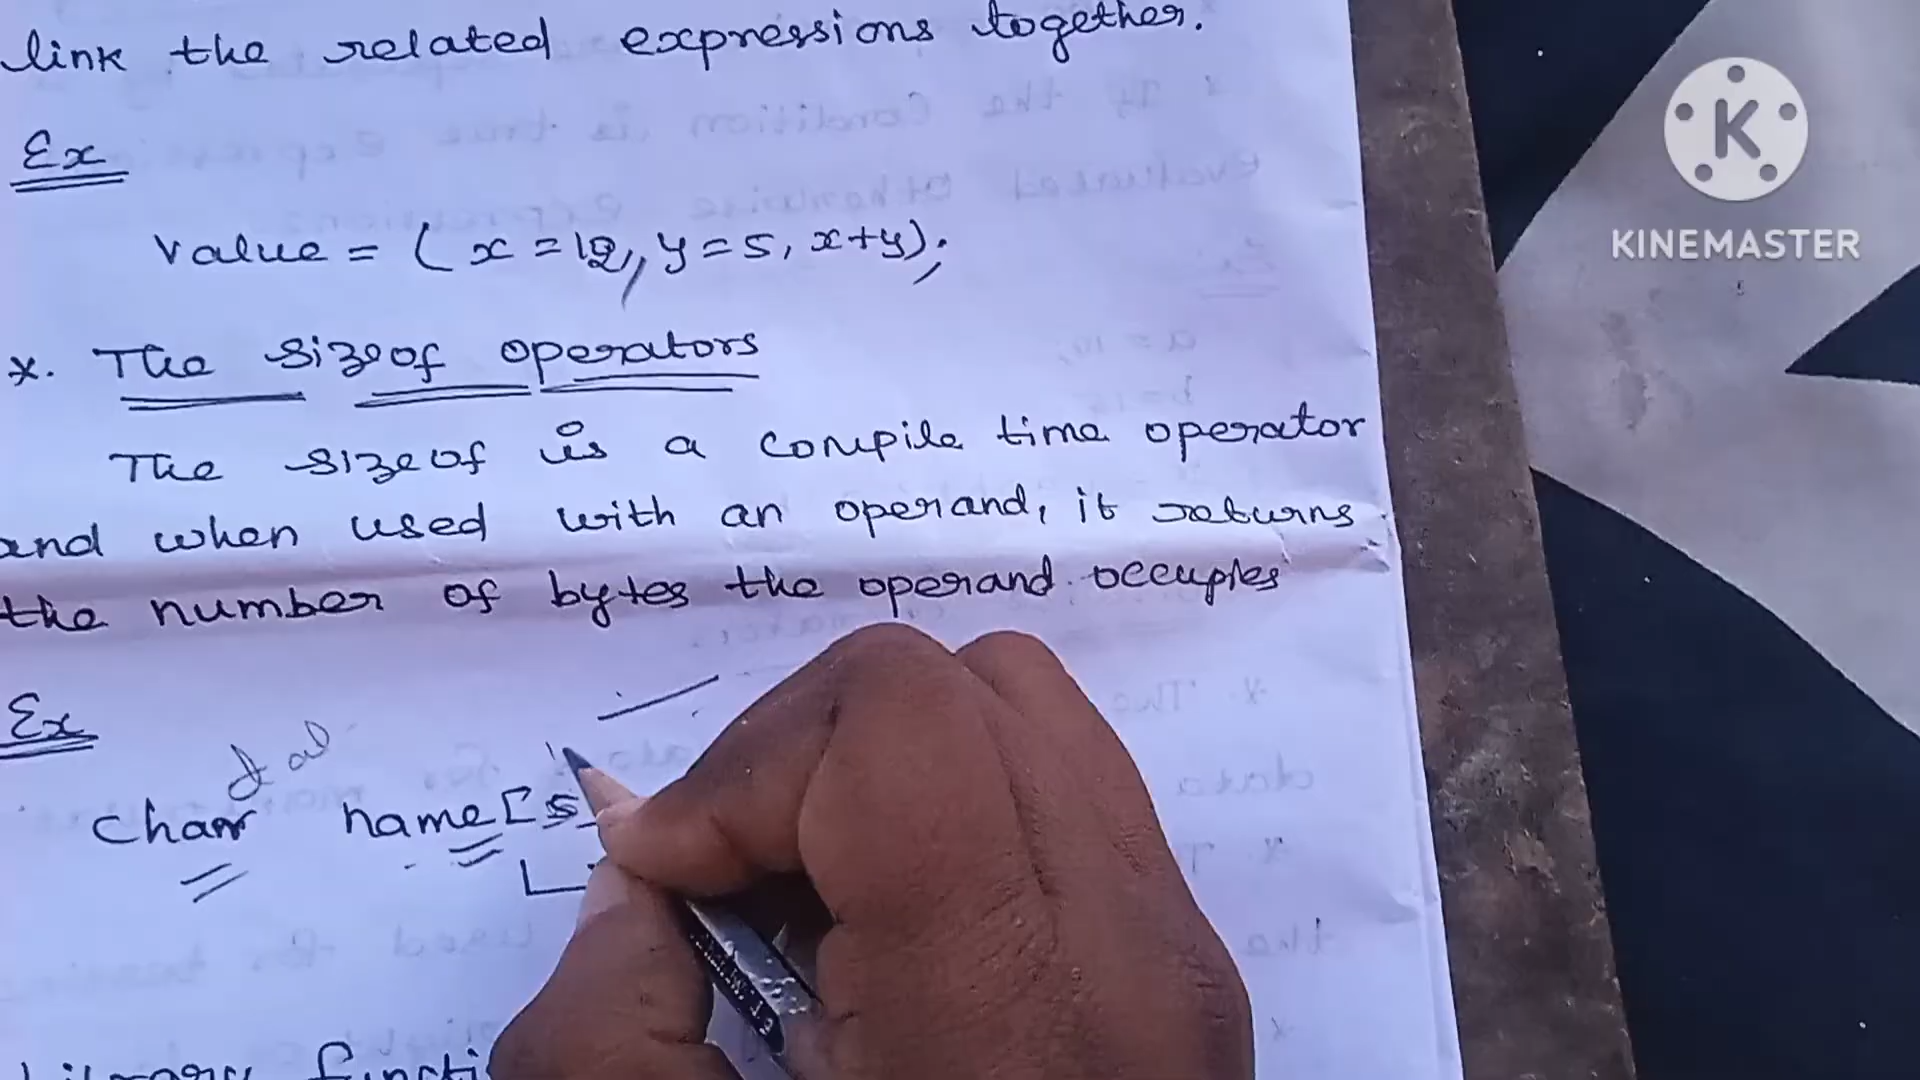 link the related expressions together.
Ex
value = (x = 12, y = 5, x+y);
x. The sizeof operators
The sizeof is a compile time operator
and when used with an operand, it returns
the number of bytes the operand occupies
Ex
char name[5
Library functi
KINEMASTER